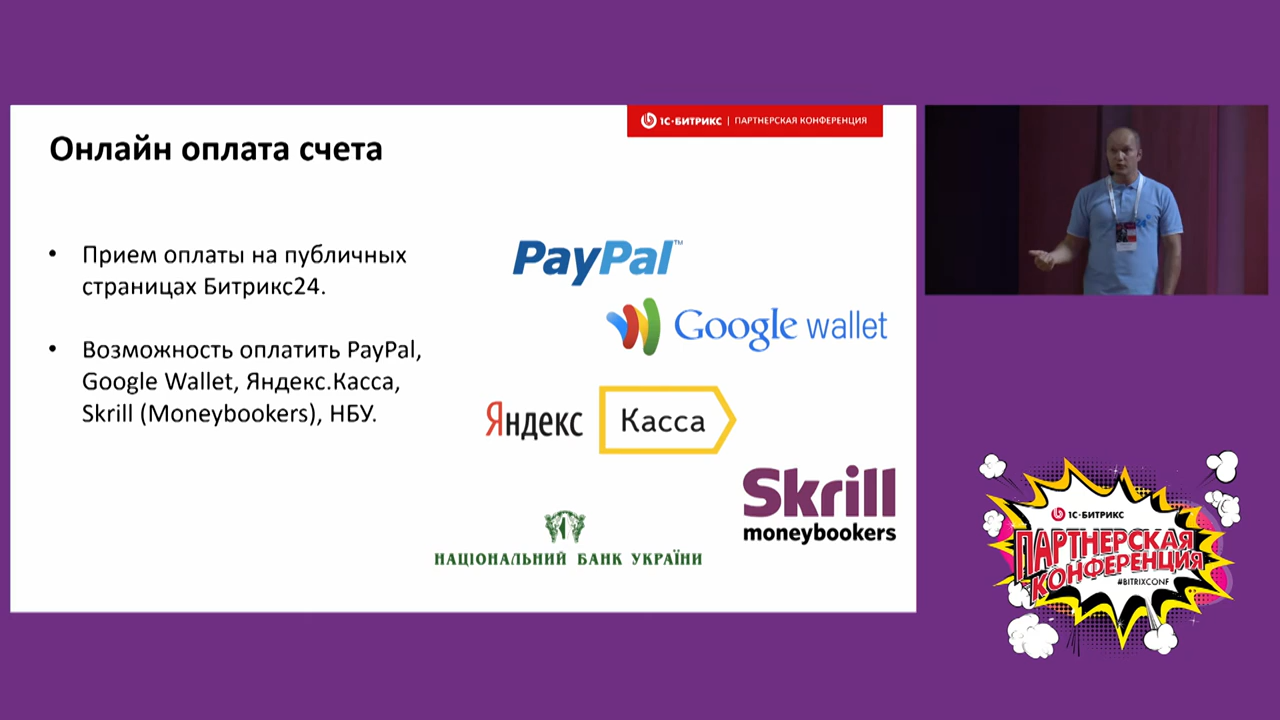 1С-БИТРИКС | ПАРТНЕРСКАЯ КОНФЕРЕНЦИЯ
Онлайн оплата счета
• Прием оплаты на публичных
страницах Битрикс24.
• Возможность оплатить PayPal,
Google Wallet, Яндекс.Касса,
Skrill (Moneybookers), НБУ.
PayPal™
Google wallet
Яндекс Касса
Skrill
moneybookers
НАЦІОНАЛЬНИЙ БАНК УКРАЇНИ
1С-БИТРИКС
ПАРТНЕРСКАЯ
КОНФЕРЕНЦИЯ
#BITRIXCONF